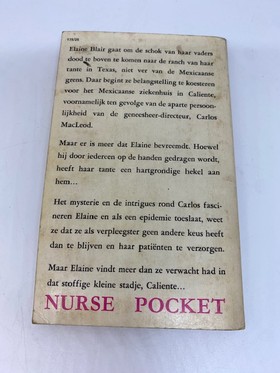 Elaine Blair gaat om de schok van haar vaders
dood te boven te komen naar de ranch van haar
tante in Texas, niet ver van de Mexicaanse
grens. Daar begint ze belangstelling te koesteren
voor het Mexicaanse ziekenhuis in Caliente,
voornamelijk ten gevolge van de aparte persoon-
lijkheid van de geneesheer-directeur, Carlos
MacLeod.
Maar er is meer dat Elaine bevreemdt. Hoewel
hij door iedereen op de handen gedragen wordt,
heeft haar tante een hartgrondige hekel aan
hem...
Het mysterie en de intrigues rond Carlos fasci-
neren Elaine en als een epidemie toeslaat, weet
ze dat ze als verpleegster geen andere keus heeft
dan te blijven en haar patiënten te verzorgen.
Maar Elaine vindt meer dan ze verwacht had in
dat stoffige kleine stadje, Caliente...
NURSE POCKET